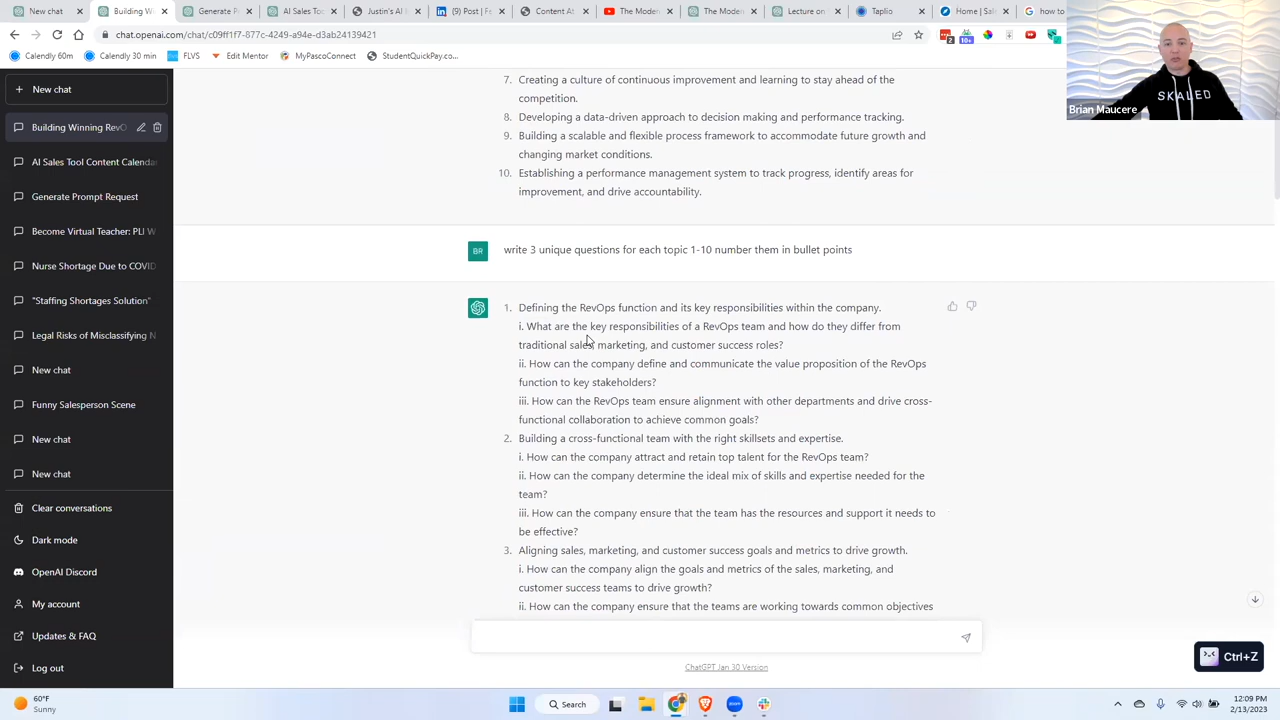 Building W
Generate P
AI Sales Too
Justin's AI
(9) Post | F
Content As
Topic
MTG
Lecture on
Taplio
Home | Sale
how to
chat.openai.com/chat/c09ff1f7-877c-4249-a94e-d3ab241394d1
Calendly 60m
Calendly 30 min
FLVS
Edit Mentor
MyPascoConnect
StudentQuickPay.co...
New chat
Building Winning RevO
AI Sales Tool Content Calenda
Generate Prompt Request
Become Virtual Teacher: PLI W
Nurse Shortage Due to COVID
"Staffing Shortages Solution"
Legal Risks of Misclassifying N
New chat
Funny Salesperson Scene
New chat
New chat
Clear conversations
Dark mode
OpenAI Discord
My account
Updates & FAQ
Log out
7. Creating a culture of continuous improvement and learning to stay ahead of the
competition.
8. Developing a data-driven approach to decision making and performance tracking.
9. Building a scalable and flexible process framework to accommodate future growth and
changing market conditions.
10. Establishing a performance management system to track progress, identify areas for
improvement, and drive accountability.
BR
write 3 unique questions for each topic 1-10 number them in bullet points
1. Defining the RevOps function and its key responsibilities within the company.
i. What are the key responsibilities of a RevOps team and how do they differ from
traditional sales, marketing, and customer success roles?
ii. How can the company define and communicate the value proposition of the RevOps
function to key stakeholders?
iii. How can the RevOps team ensure alignment with other departments and drive cross-
functional collaboration to achieve common goals?
2. Building a cross-functional team with the right skillsets and expertise.
i. How can the company attract and retain top talent for the RevOps team?
ii. How can the company determine the ideal mix of skills and expertise needed for the
team?
iii. How can the company ensure that the team has the resources and support it needs to
be effective?
3. Aligning sales, marketing, and customer success goals and metrics to drive growth.
i. How can the company align the goals and metrics of the sales, marketing, and
customer success teams to drive growth?
ii. How can the company ensure that the teams are working towards common objectives
ChatGPT Jan 30 Version
SKALED
Brian Maucere
Ctrl+Z
60°F
Sunny
Search
12:09 PM
2/13/2023